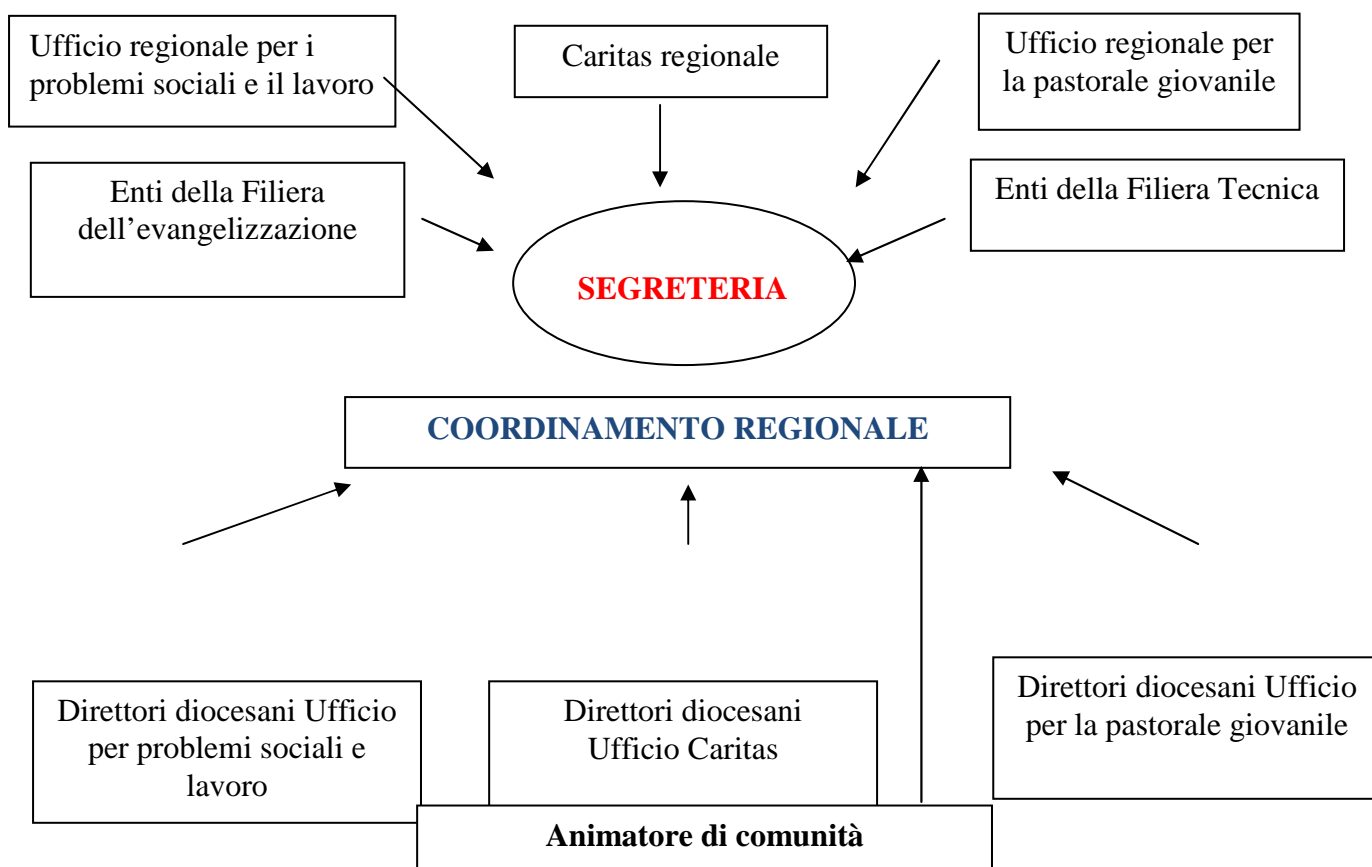 Ufficio regionale per i
problemi sociali e il lavoro
Caritas regionale
Ufficio regionale per
la pastorale giovanile
Enti della Filiera
dell’evangelizzazione
Enti della Filiera Tecnica
SEGRETERIA
COORDINAMENTO REGIONALE
Direttori diocesani Ufficio
per problemi sociali e
lavoro
Direttori diocesani
Ufficio Caritas
Direttori diocesani Ufficio
per la pastorale giovanile
Animatore di comunità